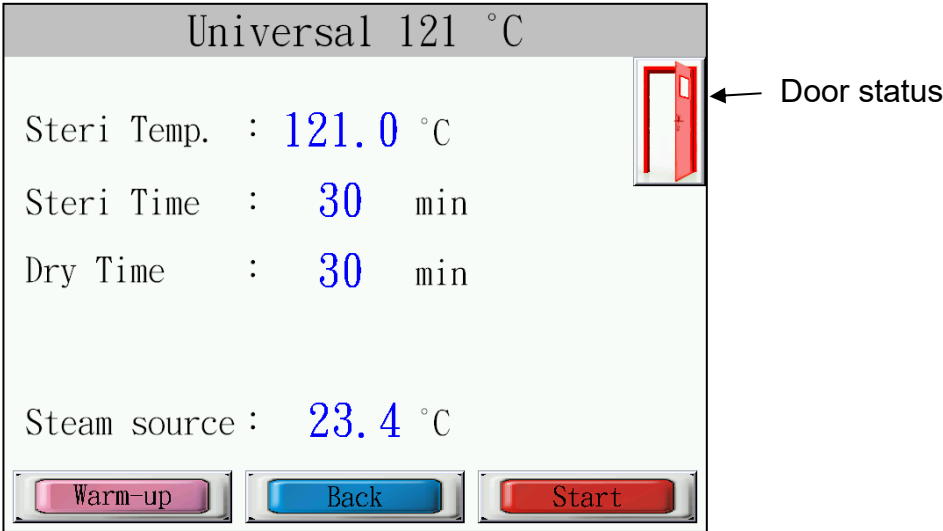 Universal 121 °C
Door status
Steri Temp. : 121.0 °C
Steri Time : 30 min
Dry Time : 30 min
Steam source : 23.4 °C
Warm-up Back Start